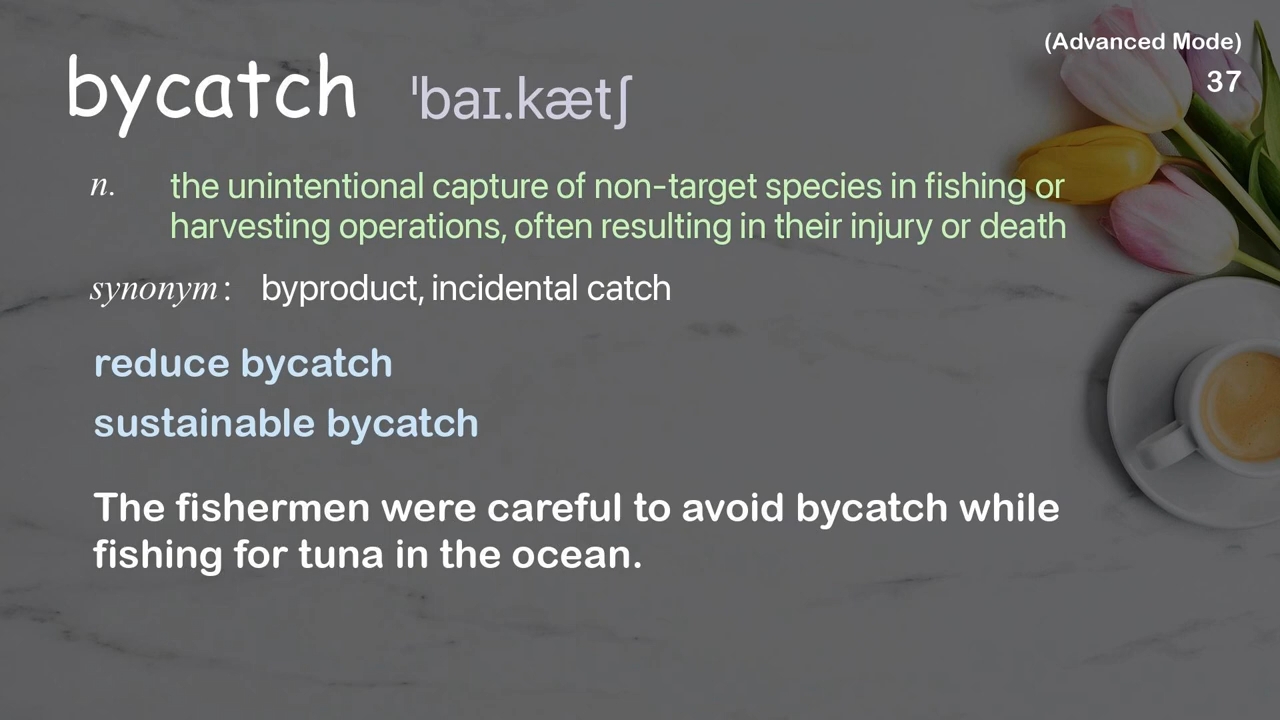 (Advanced Mode)
37
bycatch ˈbaɪ.kætʃ
n. the unintentional capture of non-target species in fishing or
harvesting operations, often resulting in their injury or death
synonym: byproduct, incidental catch
reduce bycatch
sustainable bycatch
The fishermen were careful to avoid bycatch while
fishing for tuna in the ocean.